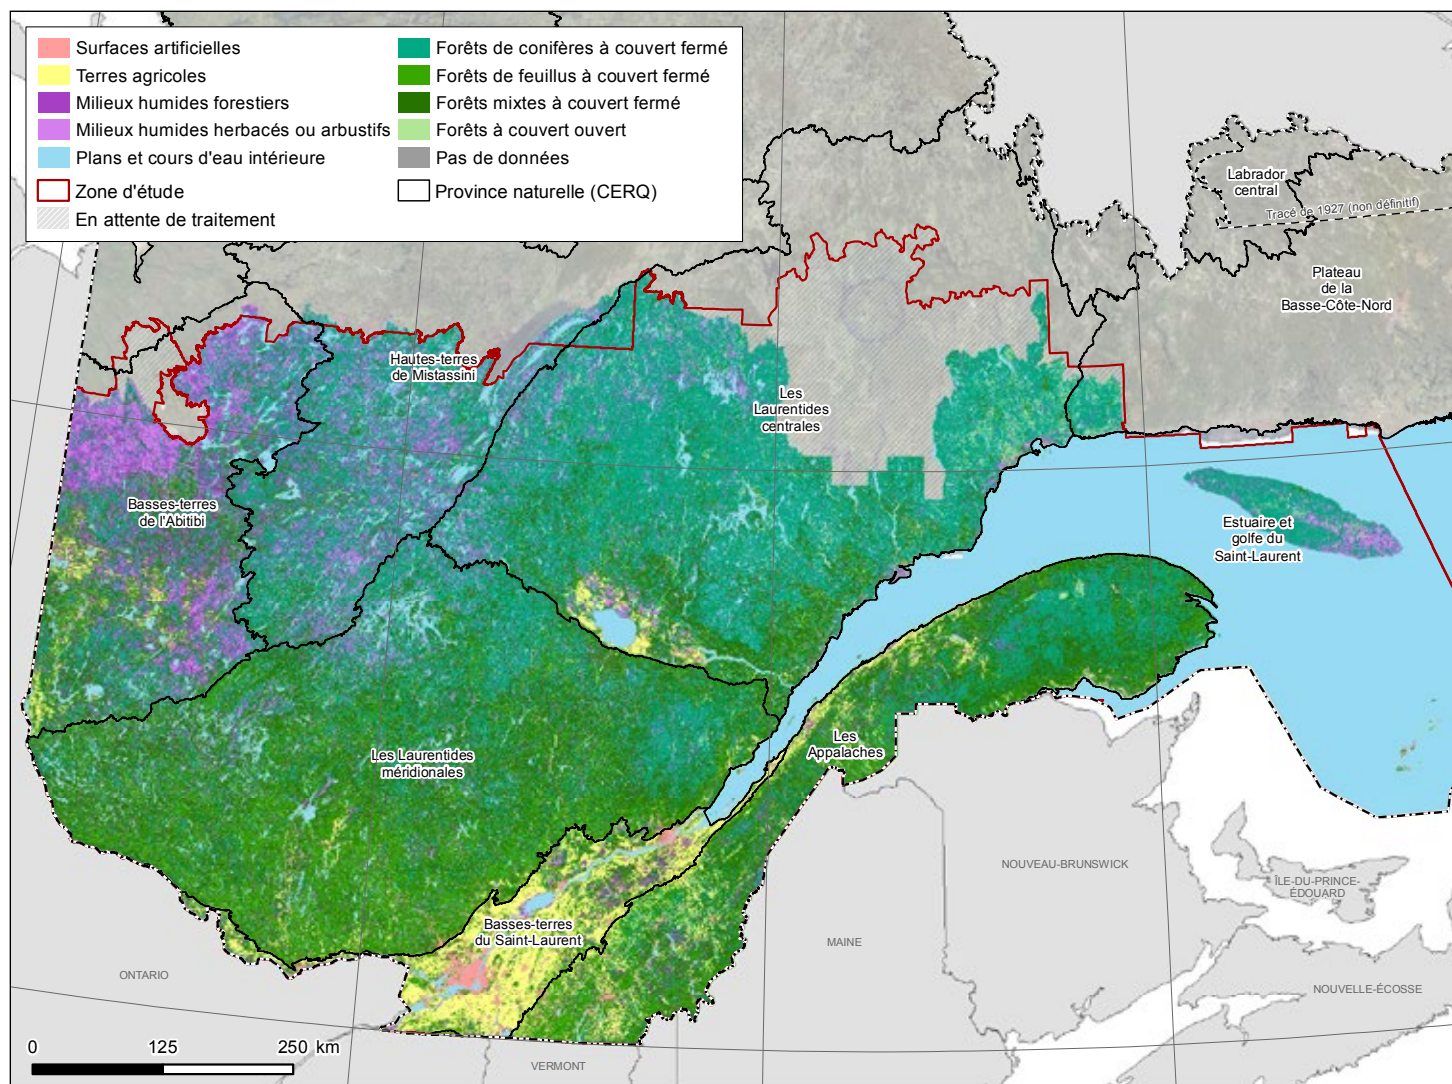 Surfaces artificielles
Terres agricoles
Milieux humides forestiers
Milieux humides herbacés ou arbustifs
Plans et cours d'eau intérieure
Zone d'étude
En attente de traitement
Forêts de conifères à couvert fermé
Forêts de feuillus à couvert fermé
Forêts mixtes à couvert fermé
Forêts à couvert ouvert
Pas de données
Province naturelle (CERQ)
Labrador
central
Tracé de 1927 (non définitif)
Plateau
de la
Basse-Côte-Nord
Hautes-terres
de Mistassini
Les
Laurentides
centrales
Basses-terres
de l'Abitibi
Estuaire et
golfe du
Saint-Laurent
Les Laurentides
méridionales
Les
Appalaches
Basses-terres
du Saint-Laurent
NOUVEAU-BRUNSWICK
ÎLE-DU-PRINCE-
ÉDOUARD
MAINE
ONTARIO
NOUVELLE-ÉCOSSE
VERMONT
0 125 250 km